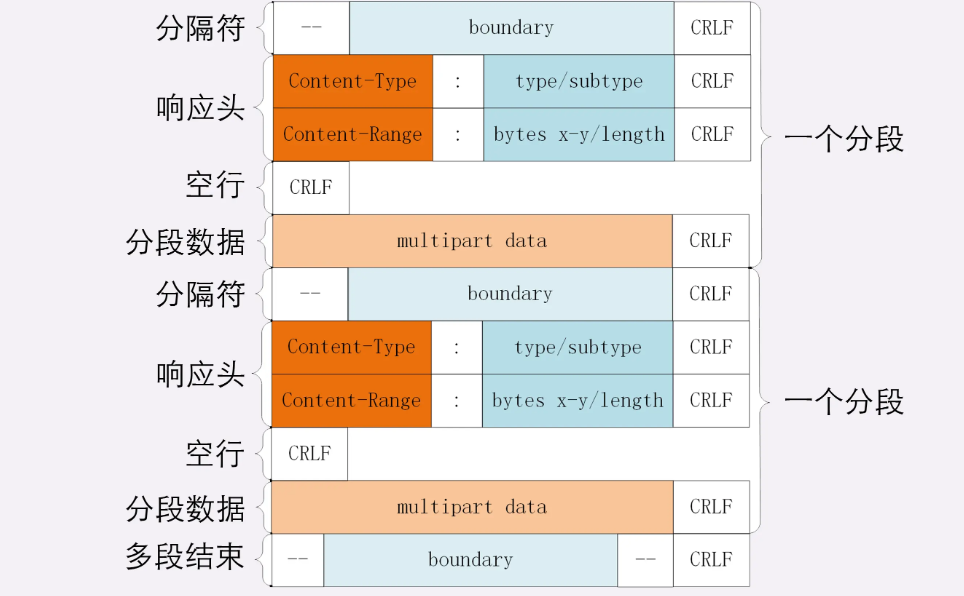 分隔符 -- boundary CRLF
响应头 Content-Type : type/subtype CRLF
Content-Range : bytes x-y/length CRLF
一个分段
空行 CRLF
分段数据 multipart data CRLF
分隔符 -- boundary CRLF
响应头 Content-Type : type/subtype CRLF
Content-Range : bytes x-y/length CRLF
一个分段
空行 CRLF
分段数据 multipart data CRLF
多段结束 -- boundary -- CRLF